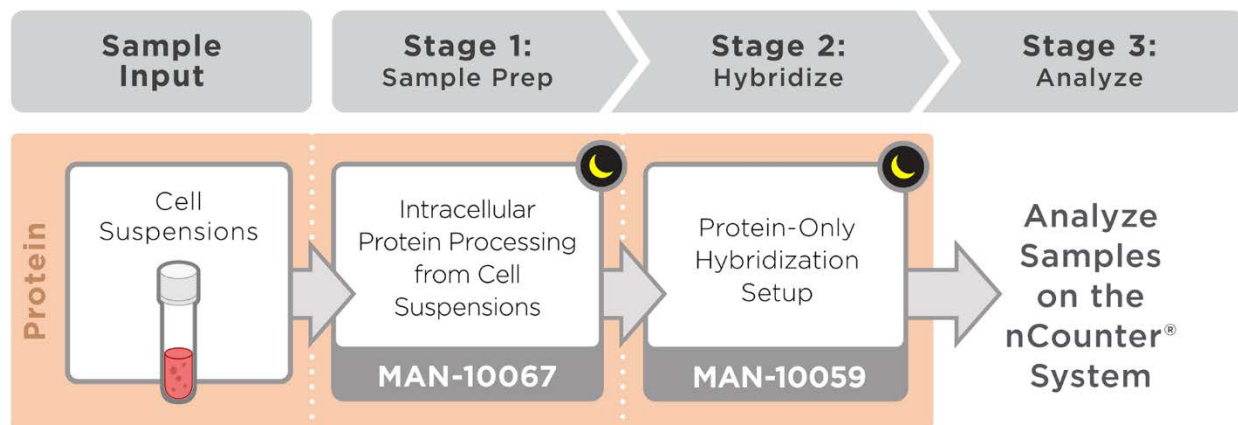 Sample
Input
Stage 1:
Sample Prep
Stage 2:
Hybridize
Stage 3:
Analyze
Protein
Cell
Suspensions
Intracellular
Protein Processing
from Cell
Suspensions
MAN-10067
Protein-Only
Hybridization
Setup
MAN-10059
Analyze
Samples
on the
nCounter®
System